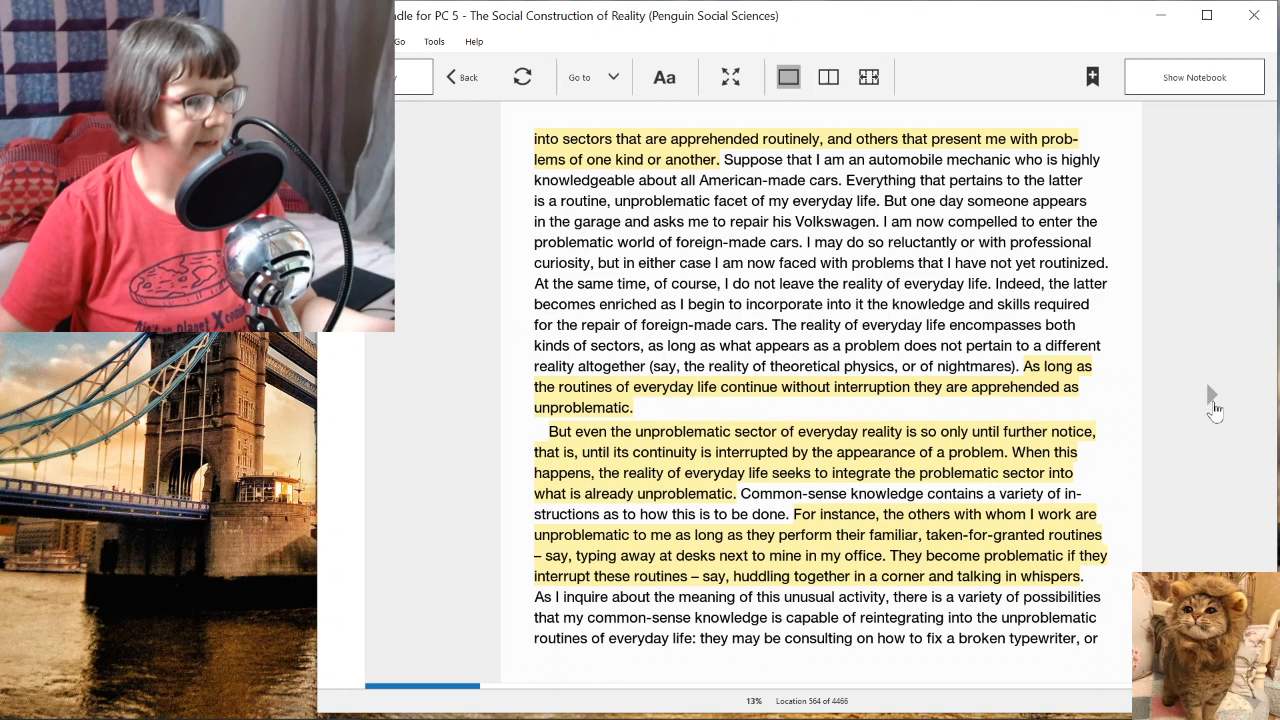 dle for PC 5 - The Social Construction of Reality (Penguin Social Sciences)
Go Tools Help
Back Go to Aa Show Notebook
into sectors that are apprehended routinely, and others that present me with prob-
lems of one kind or another. Suppose that I am an automobile mechanic who is highly
knowledgeable about all American-made cars. Everything that pertains to the latter
is a routine, unproblematic facet of my everyday life. But one day someone appears
in the garage and asks me to repair his Volkswagen. I am now compelled to enter the
problematic world of foreign-made cars. I may do so reluctantly or with professional
curiosity, but in either case I am now faced with problems that I have not yet routinized.
At the same time, of course, I do not leave the reality of everyday life. Indeed, the latter
becomes enriched as I begin to incorporate into it the knowledge and skills required
for the repair of foreign-made cars. The reality of everyday life encompasses both
kinds of sectors, as long as what appears as a problem does not pertain to a different
reality altogether (say, the reality of theoretical physics, or of nightmares). As long as
the routines of everyday life continue without interruption they are apprehended as
unproblematic.
But even the unproblematic sector of everyday reality is so only until further notice,
that is, until its continuity is interrupted by the appearance of a problem. When this
happens, the reality of everyday life seeks to integrate the problematic sector into
what is already unproblematic. Common-sense knowledge contains a variety of in-
structions as to how this is to be done. For instance, the others with whom I work are
unproblematic to me as long as they perform their familiar, taken-for-granted routines
– say, typing away at desks next to mine in my office. They become problematic if they
interrupt these routines – say, huddling together in a corner and talking in whispers.
As I inquire about the meaning of this unusual activity, there is a variety of possibilities
that my common-sense knowledge is capable of reintegrating into the unproblematic
routines of everyday life: they may be consulting on how to fix a broken typewriter, or
13% Location 564 of 4466
Ain't no planet X